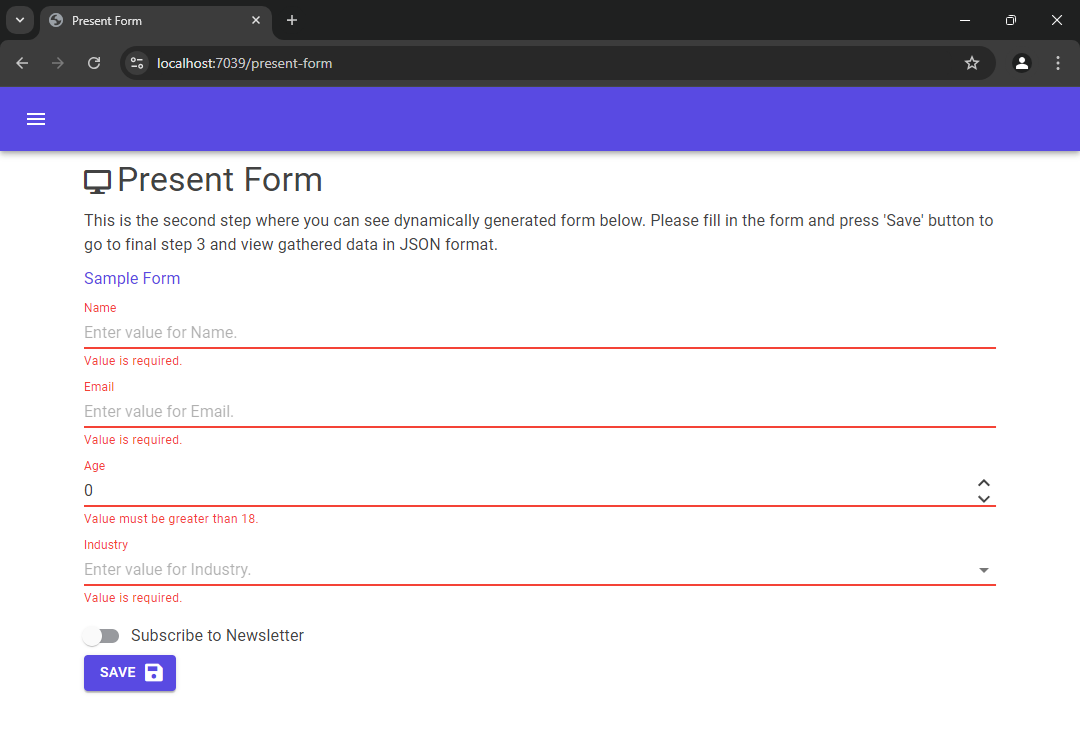 Present Form
localhost:7039/present-form
Present Form
This is the second step where you can see dynamically generated form below. Please fill in the form and press 'Save' button to
go to final step 3 and view gathered data in JSON format.
Sample Form
Name
Enter value for Name.
Value is required.
Email
Enter value for Email.
Value is required.
Age
0
Value must be greater than 18.
Industry
Enter value for Industry.
Value is required.
Subscribe to Newsletter
SAVE